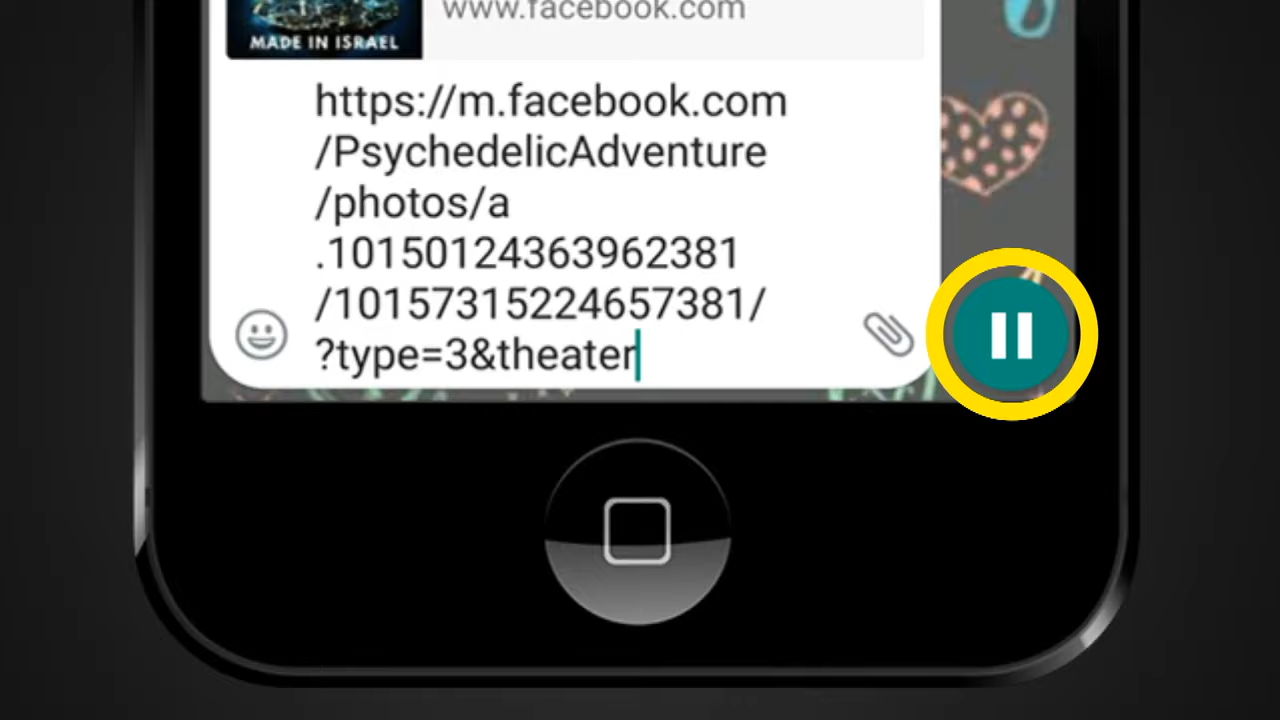 www.facebook.com
MADE IN ISRAEL
https://m.facebook.com
/PsychedelicAdventure
/photos/a
.10150124363962381
/10157315224657381/
?type=3&theater